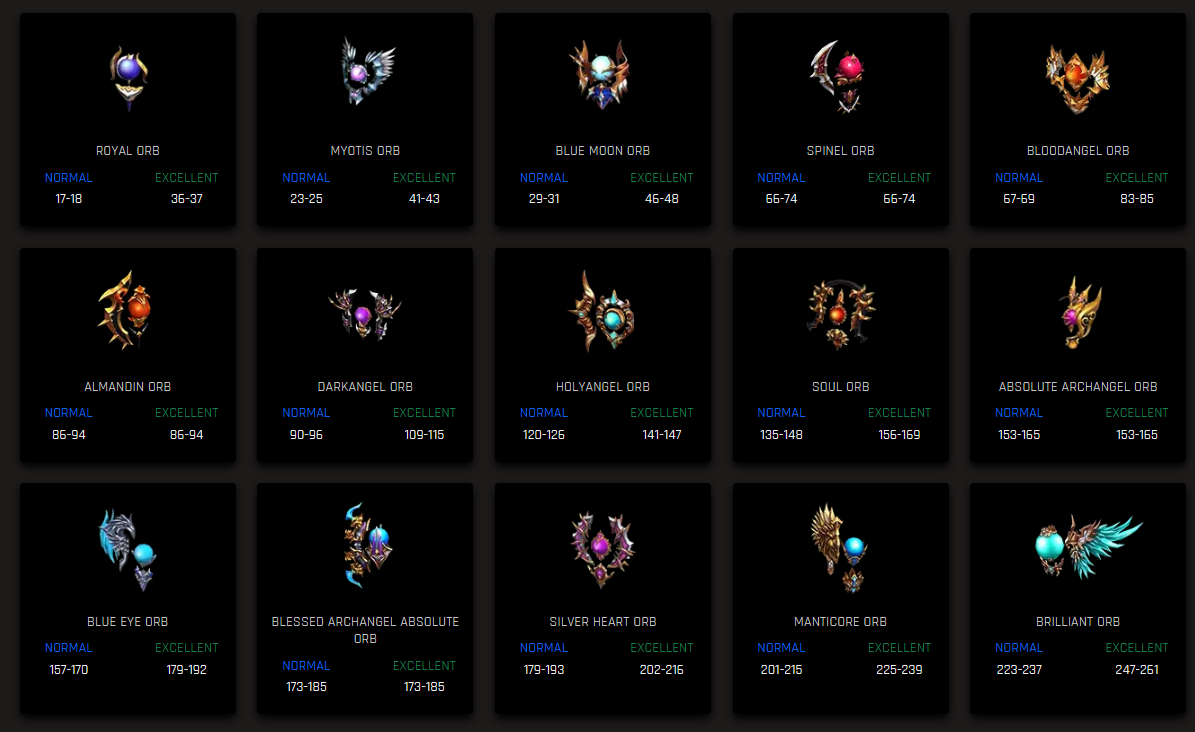 ROYAL ORB
NORMAL EXCELLENT
17-18 36-37
MYOTIS ORB
NORMAL EXCELLENT
23-25 41-43
BLUE MOON ORB
NORMAL EXCELLENT
29-31 46-48
SPINEL ORB
NORMAL EXCELLENT
66-74 66-74
BLOODANGEL ORB
NORMAL EXCELLENT
67-69 83-85
ALMANDIN ORB
NORMAL EXCELLENT
86-94 86-94
DARKANGEL ORB
NORMAL EXCELLENT
90-96 109-115
HOLYANGEL ORB
NORMAL EXCELLENT
120-126 141-147
SOUL ORB
NORMAL EXCELLENT
135-148 156-169
ABSOLUTE ARCHANGEL ORB
NORMAL EXCELLENT
153-165 153-165
BLUE EYE ORB
NORMAL EXCELLENT
157-170 179-192
BLESSED ARCHANGEL ABSOLUTE
ORB
NORMAL EXCELLENT
173-185 173-185
SILVER HEART ORB
NORMAL EXCELLENT
179-193 202-216
MANTICORE ORB
NORMAL EXCELLENT
201-215 225-239
BRILLIANT ORB
NORMAL EXCELLENT
223-237 247-261